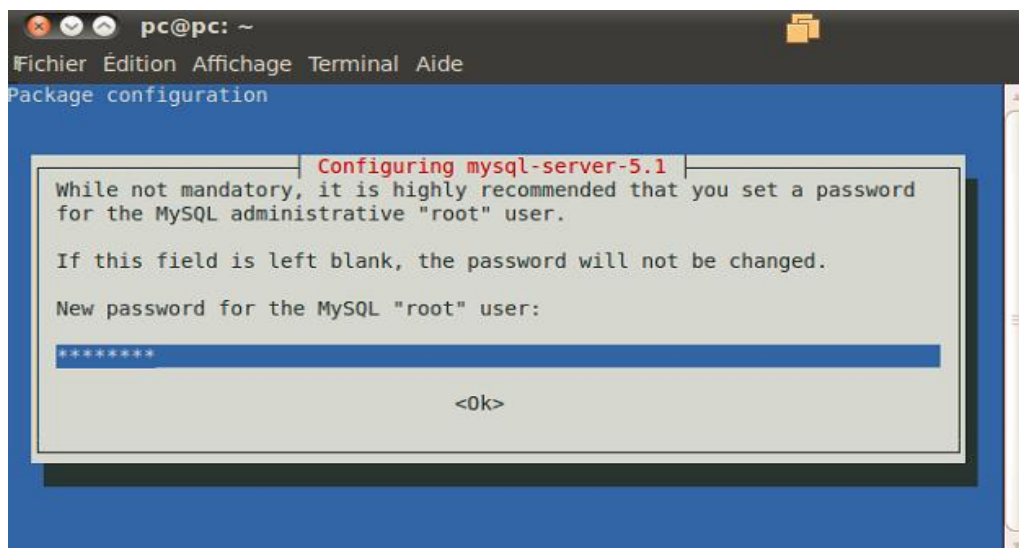 pc@pc: ~
Fichier Édition Affichage Terminal Aide
Package configuration
Configuring mysql-server-5.1
While not mandatory, it is highly recommended that you set a password
for the MySQL administrative "root" user.
If this field is left blank, the password will not be changed.
New password for the MySQL "root" user:
********
<Ok>